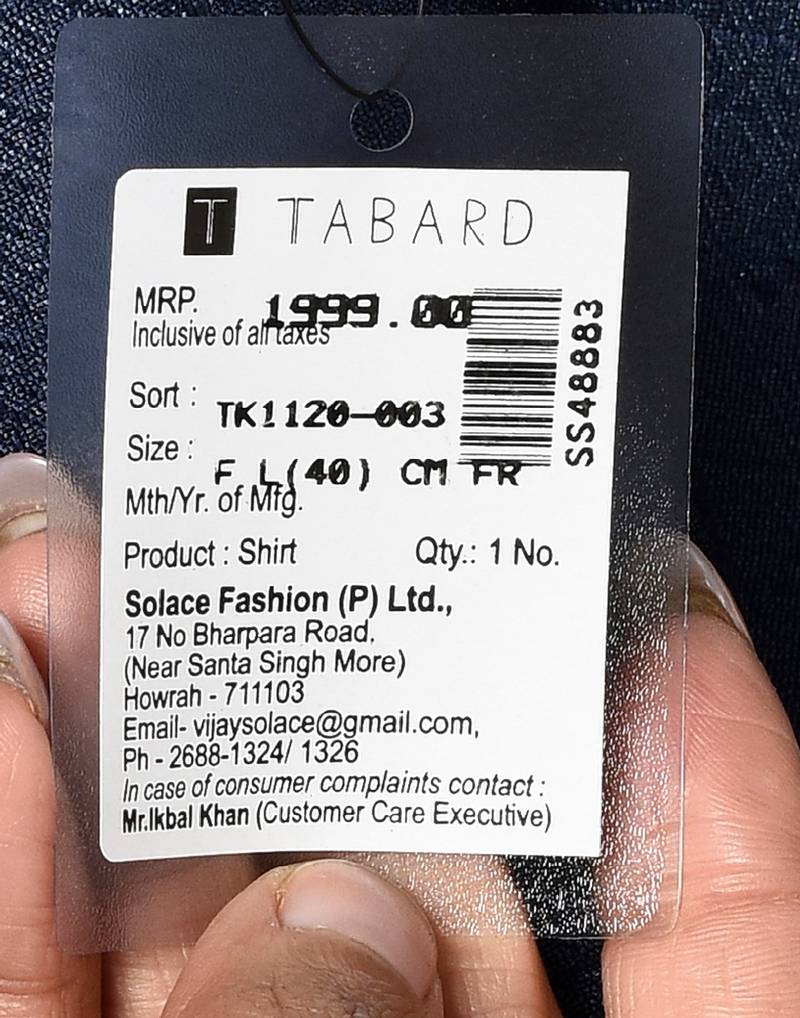 T TABARD
MRP. 1999.00
Inclusive of all taxes
SS48883
Sort : TK1120-003
Size : F L(40) CM FR
Mth/Yr. of Mfg.
Product : Shirt Qty.: 1 No.
Solace Fashion (P) Ltd.,
17 No Bharpara Road.
(Near Santa Singh More)
Howrah - 711103
Email- vijaysolace@gmail.com,
Ph - 2688-1324/ 1326
In case of consumer complaints contact :
Mr.Ikbal Khan (Customer Care Executive)